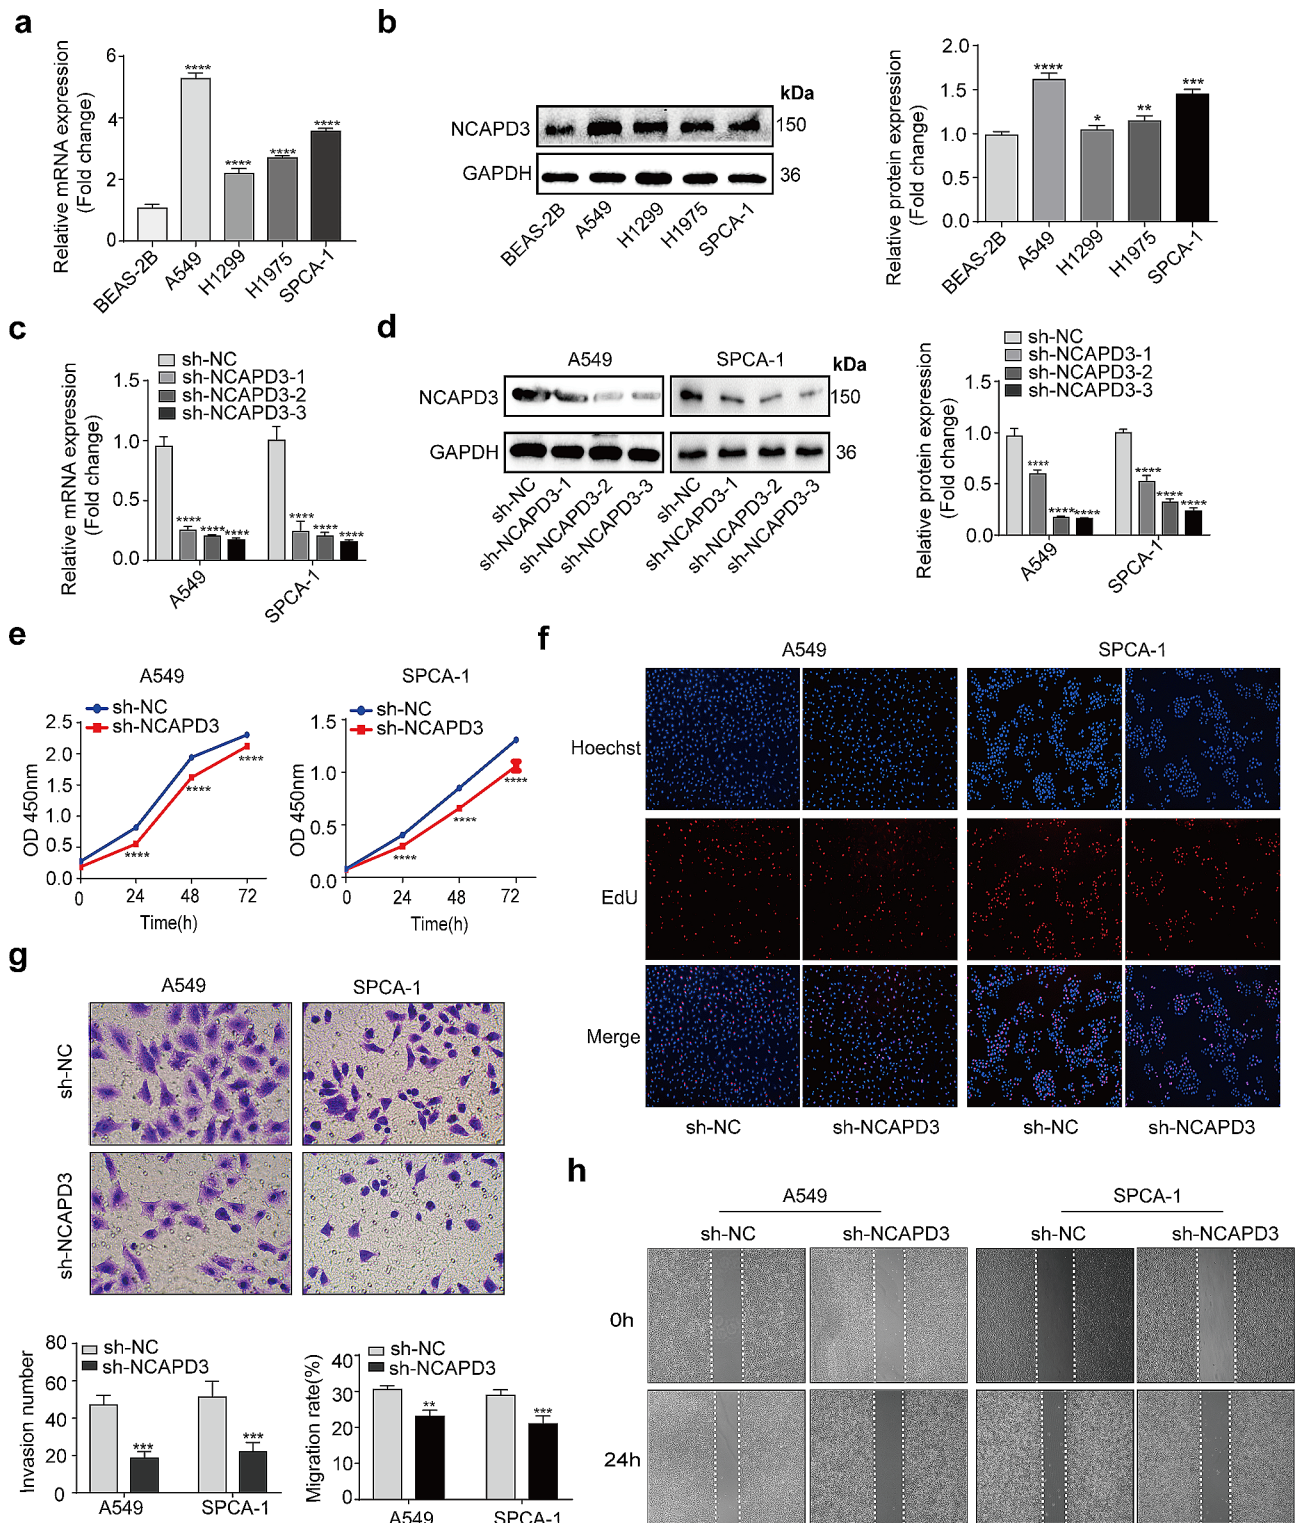 a
Relative mRNA expression
(Fold change)
6
4
2
0
****
****
****
****
BEAS-2B
A549
H1299
H1975
SPCA-1
b
kDa
NCAPD3
150
GAPDH
36
BEAS-2B
A549
H1299
H1975
SPCA-1
Relative protein expression
(Fold change)
2.0
1.5
1.0
0.5
0.0
****
*
**
***
BEAS-2B
A549
H1299
H1975
SPCA-1
c
sh-NC
sh-NCAPD3-1
sh-NCAPD3-2
sh-NCAPD3-3
Relative mRNA expression
(Fold change)
1.5
1.0
0.5
0.0
**** **** ****
**** **** ****
A549
SPCA-1
d
A549
SPCA-1
kDa
NCAPD3
150
GAPDH
36
sh-NC
sh-NCAPD3-1
sh-NCAPD3-2
sh-NCAPD3-3
sh-NC
sh-NCAPD3-1
sh-NCAPD3-2
sh-NCAPD3-3
sh-NC
sh-NCAPD3-1
sh-NCAPD3-2
sh-NCAPD3-3
Relative protein expression
(Fold change)
1.5
1.0
0.5
0.0
****
********
****
****
****
A549
SPCA-1
e
A549
sh-NC
sh-NCAPD3
OD 450nm
2.5
2.0
1.5
1.0
0.5
0.0
****
****
****
0 24 48 72
Time(h)
SPCA-1
sh-NC
sh-NCAPD3
OD 450nm
1.5
1.0
0.5
0.0
****
****
****
0 24 48 72
Time(h)
f
A549
SPCA-1
Hoechst
EdU
Merge
sh-NC
sh-NCAPD3
sh-NC
sh-NCAPD3
g
A549
SPCA-1
sh-NC
sh-NCAPD3
sh-NC
sh-NCAPD3
Invasion number
80
60
40
20
0
***
***
A549
SPCA-1
sh-NC
sh-NCAPD3
Migration rate(%)
40
30
20
10
0
**
***
A549
SPCA-1
h
A549
SPCA-1
sh-NC
sh-NCAPD3
sh-NC
sh-NCAPD3
0h
24h